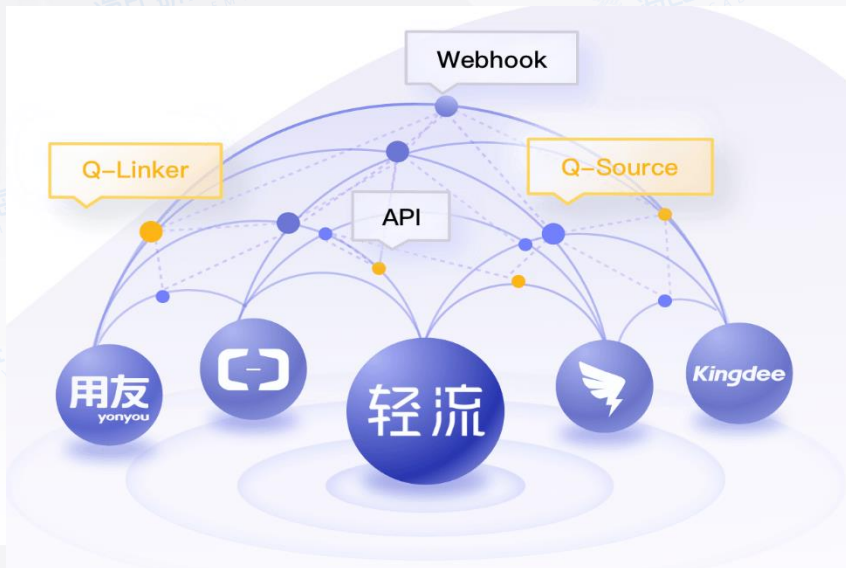 Webhook
Q-Linker
Q-Source
API
用友
yonyou
轻流
Kingdee